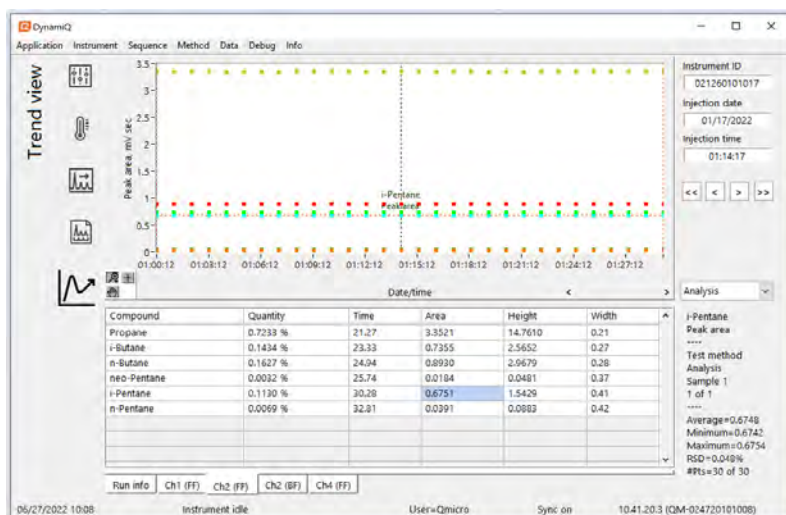 DynamiQ
Application Instrument Sequence Method Data Debug Info
Trend view
Peak area, mV sec
3.5
3
2.5
2
1.5
1
0.5
0
i-Pentane
Peak area
01:00:12 01:03:12 01:06:12 01:09:12 01:12:12 01:15:12 01:18:12 01:21:12 01:24:12 01:27:12
Date/time
< >
Instrument ID
021260101017
Injection date
01/17/2022
Injection time
01:14:17
<< < > >>
Analysis
i-Pentane
Peak area
----
Test method
Analysis
Sample 1
1 of 1
----
Average=0.6748
Minimum=0.6742
Maximum=0.6754
RSD=0.048%
#Pts=30 of 30
Compound Quantity Time Area Height Width
Propane 0.7233 % 21.27 3.3521 14.7610 0.21
i-Butane 0.1434 % 23.33 0.7355 2.5652 0.27
n-Butane 0.1627 % 24.94 0.8930 2.9679 0.28
neo-Pentane 0.0032 % 25.74 0.0184 0.0481 0.37
i-Pentane 0.1130 % 30.28 0.6751 1.5429 0.41
n-Pentane 0.0069 % 32.81 0.0391 0.0883 0.42
Run info Ch1 (FF) Ch2 (FF) Ch2 (BF) Ch4 (FF)
06/27/2022 10:08 Instrument idle User=Qmicro Sync on 10.41.20.3 (QM-024720101008)